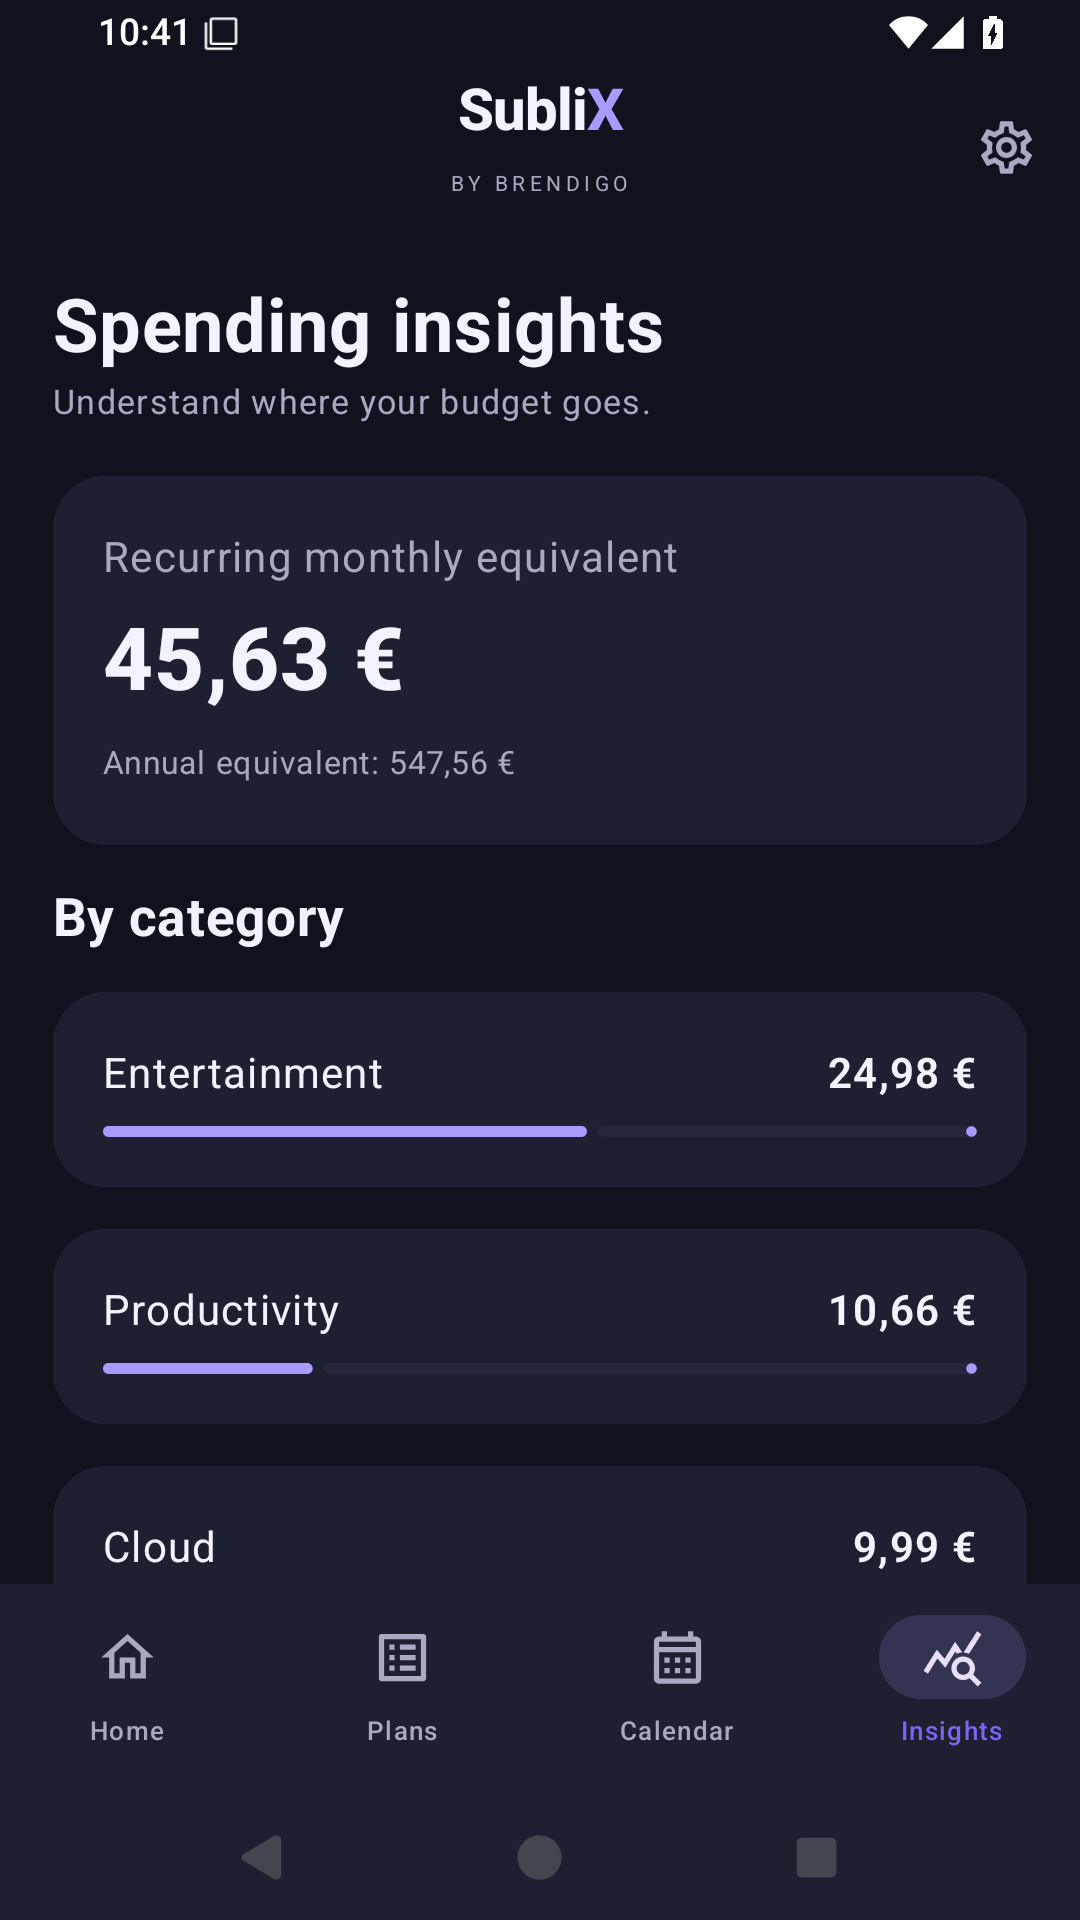 10:41
SubliX
BY BRENDIGO
Spending insights
Understand where your budget goes.
Recurring monthly equivalent
45,63 €
Annual equivalent: 547,56 €
By category
Entertainment 24,98 €
Productivity 10,66 €
Cloud 9,99 €
Home Plans Calendar Insights